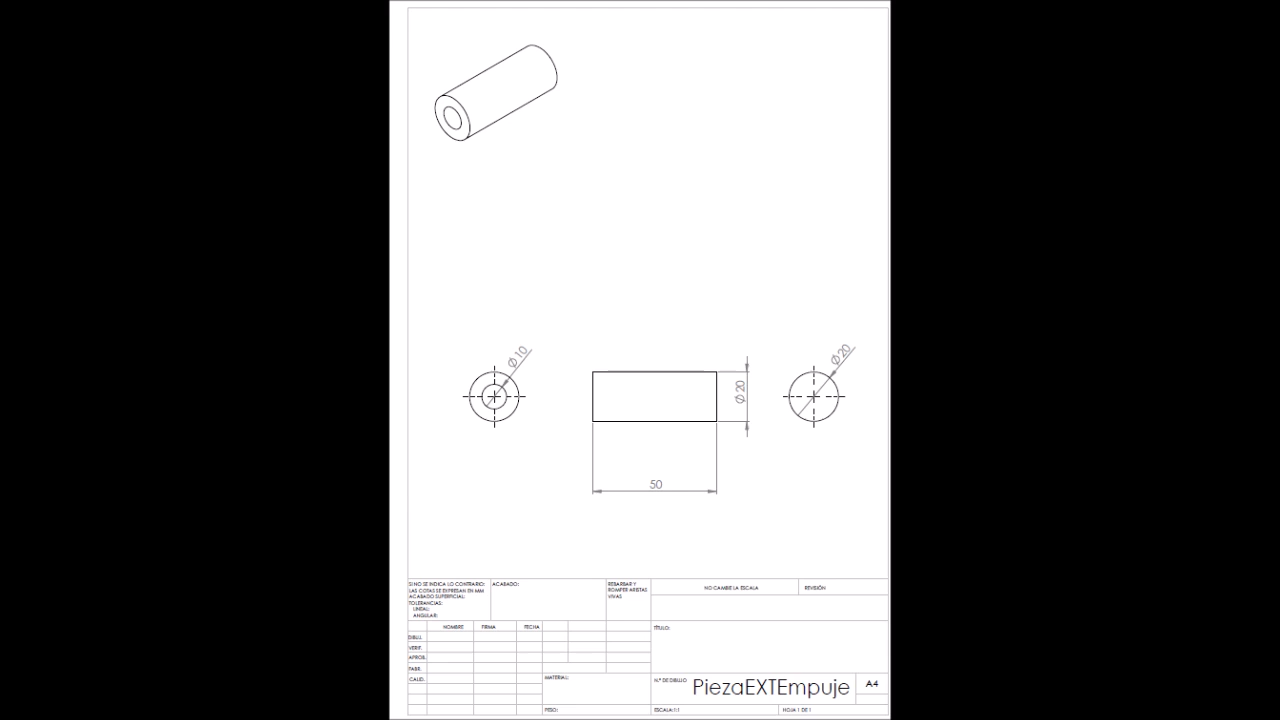 Ø10
Ø20
Ø20
50
SI NO SE INDICA LO CONTRARIO:
LAS COTAS SE EXPRESAN EN MM
ACABADO SUPERFICIAL:
TOLERANCIAS:
LINEAL:
ANGULAR:
ACABADO:
REBARBAR Y
ROMPER ARISTAS
VIVAS
NO CAMBIE LA ESCALA
REVISIÓN
NOMBRE
FIRMA
FECHA
TÍTULO:
DIBUJ.
VERIF.
APROB.
FABR.
CALID.
MATERIAL:
N.º DE DIBUJO
PiezaEXTEmpuje
A4
PESO:
ESCALA:1:1
HOJA 1 DE 1